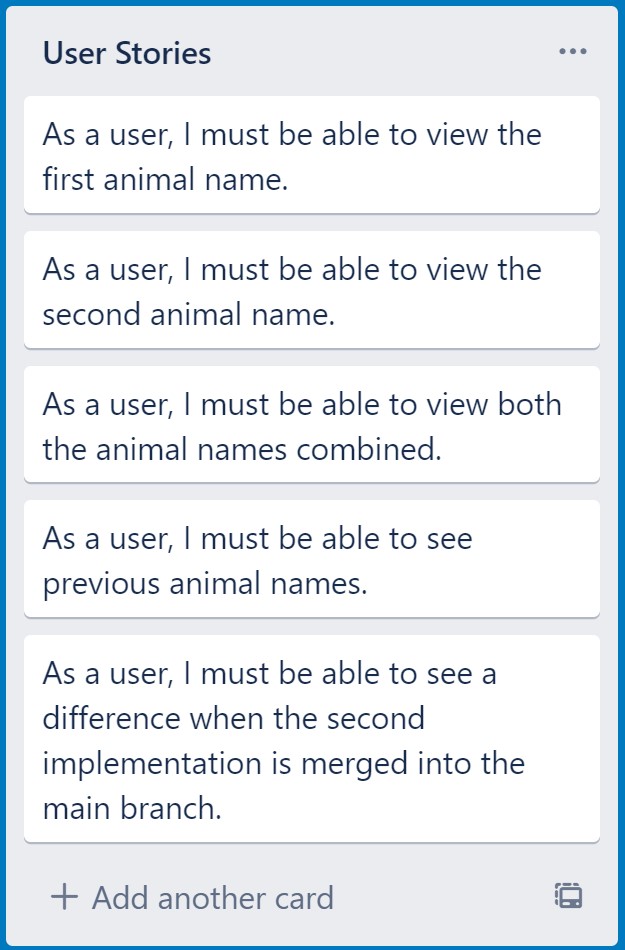 User Stories
As a user, I must be able to view the
first animal name.
As a user, I must be able to view the
second animal name.
As a user, I must be able to view both
the animal names combined.
As a user, I must be able to see
previous animal names.
As a user, I must be able to see a
difference when the second
implementation is merged into the
main branch.
Add another card